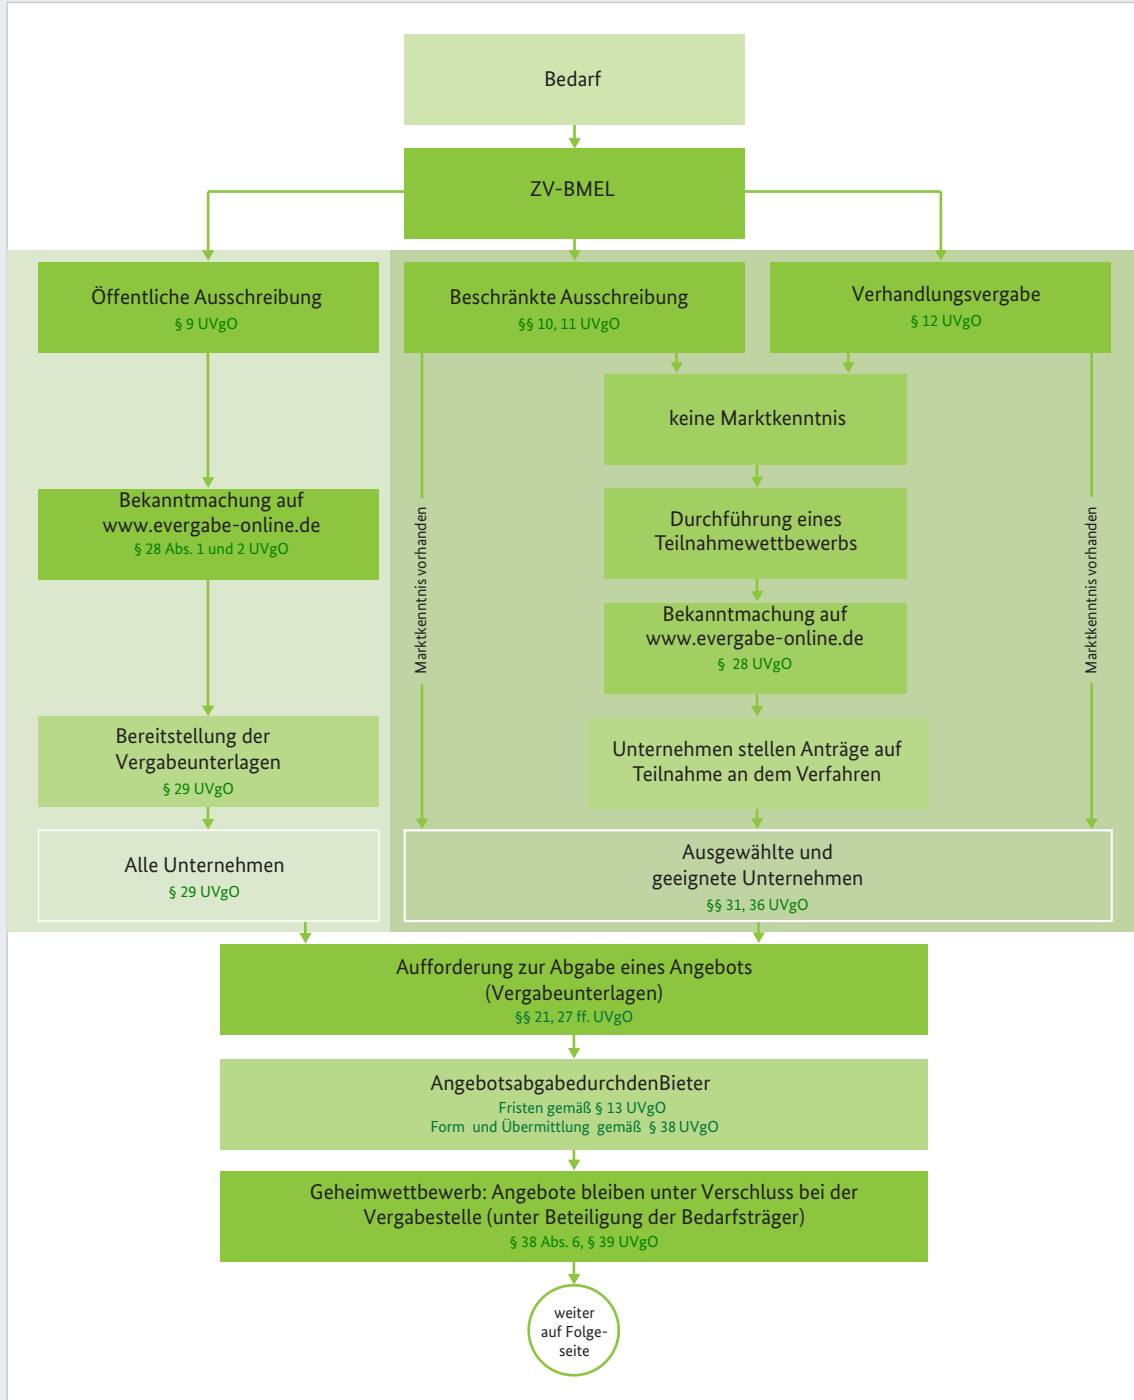 Bedarf
ZV-BMEL
Öffentliche Ausschreibung
§ 9 UVgO
Beschränkte Ausschreibung
§§ 10, 11 UVgO
Verhandlungsvergabe
§ 12 UVgO
keine Marktkenntnis
Bekanntmachung auf
www.evergabe-online.de
§ 28 Abs. 1 und 2 UVgO
Marktkenntnis vorhanden
Durchführung eines
Teilnahmewettbewerbs
Marktkenntnis vorhanden
Bekanntmachung auf
www.evergabe-online.de
§ 28 UVgO
Bereitstellung der
Vergabeunterlagen
§ 29 UVgO
Unternehmen stellen Anträge auf
Teilnahme an dem Verfahren
Alle Unternehmen
§ 29 UVgO
Ausgewählte und
geeignete Unternehmen
§§ 31, 36 UVgO
Aufforderung zur Abgabe eines Angebots
(Vergabeunterlagen)
§§ 21, 27 ff. UVgO
AngebotsabgabedurchdenBieter
Fristen gemäß § 13 UVgO
Form und Übermittlung gemäß § 38 UVgO
Geheimwettbewerb: Angebote bleiben unter Verschluss bei der
Vergabestelle (unter Beteiligung der Bedarfsträger)
§ 38 Abs. 6, § 39 UVgO
weiter
auf Folge-
seite